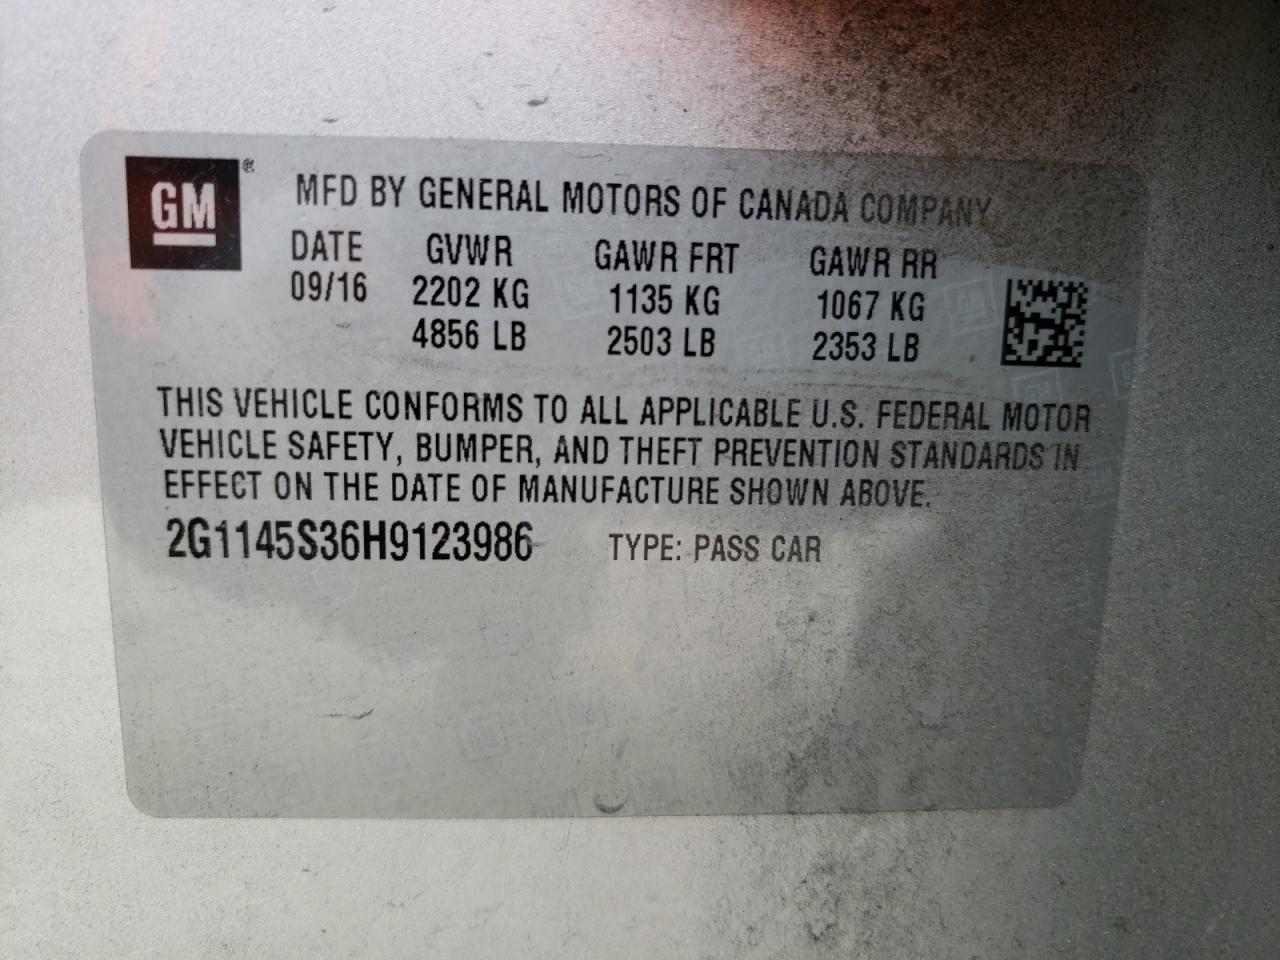 GM®
MFD BY GENERAL MOTORS OF CANADA COMPANY
DATE GVWR GAWR FRT GAWR RR
09/16 2202 KG 1135 KG 1067 KG
4856 LB 2503 LB 2353 LB
THIS VEHICLE CONFORMS TO ALL APPLICABLE U.S. FEDERAL MOTOR
VEHICLE SAFETY, BUMPER, AND THEFT PREVENTION STANDARDS IN
EFFECT ON THE DATE OF MANUFACTURE SHOWN ABOVE.
2G1145S36H9123986 TYPE: PASS CAR